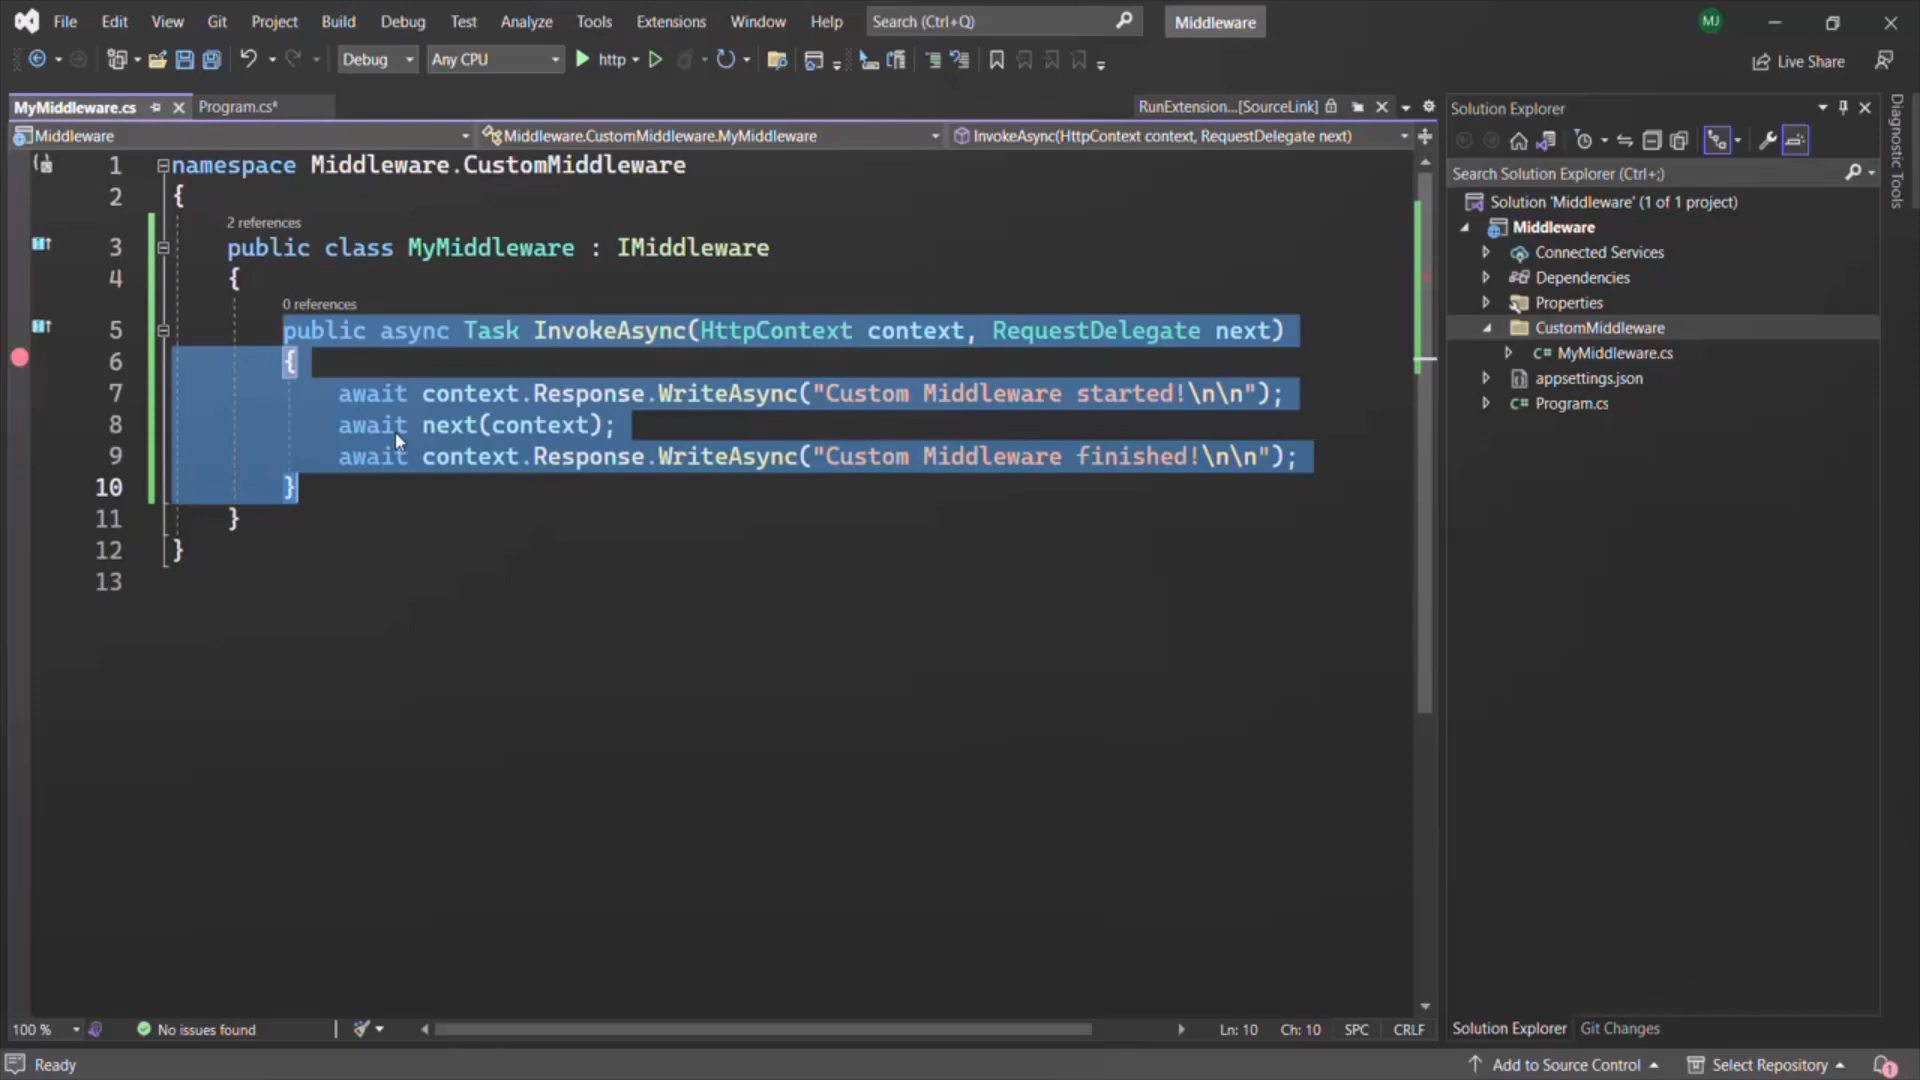 File Edit View Git Project Build Debug Test Analyze Tools Extensions Window Help Search (Ctrl+Q) Middleware MJ
Debug Any CPU http Live Share
MyMiddleware.cs Program.cs* RunExtension...[SourceLink] Solution Explorer
Middleware Middleware.CustomMiddleware.MyMiddleware InvokeAsync(HttpContext context, RequestDelegate next)
1 namespace Middleware.CustomMiddleware
2 {
2 references
3 public class MyMiddleware : IMiddleware
4 {
0 references
5 public async Task InvokeAsync(HttpContext context, RequestDelegate next)
6 {
7 await context.Response.WriteAsync("Custom Middleware started!\n\n");
8 await next(context);
9 await context.Response.WriteAsync("Custom Middleware finished!\n\n");
10 }
11 }
12 }
13
Search Solution Explorer (Ctrl+;)
Solution 'Middleware' (1 of 1 project)
Middleware
Connected Services
Dependencies
Properties
CustomMiddleware
C# MyMiddleware.cs
appsettings.json
C# Program.cs
Diagnostic Tools
100 % No issues found Ln: 10 Ch: 10 SPC CRLF
Solution Explorer Git Changes
Ready Add to Source Control Select Repository 1